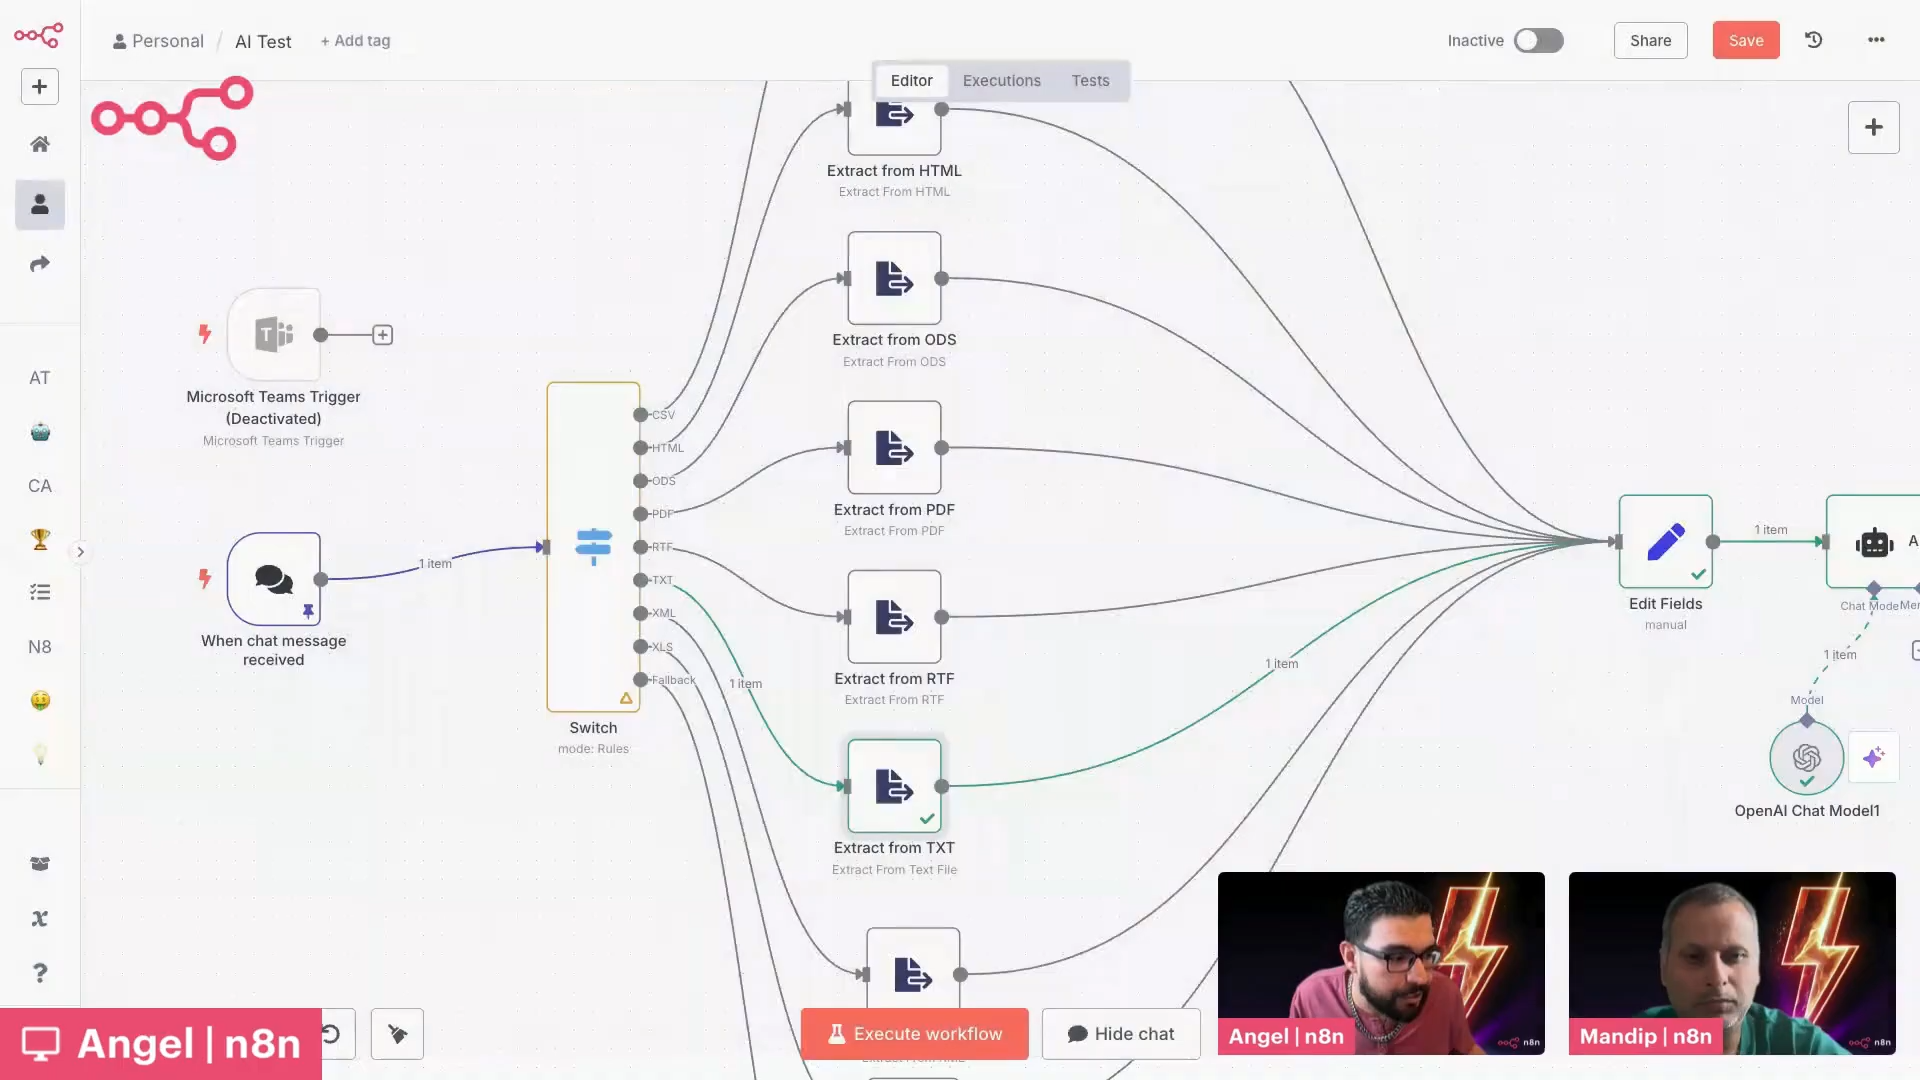 Personal / AI Test + Add tag
Inactive
Share
Save
Editor Executions Tests
Extract from HTML
Extract From HTML
Extract from ODS
Extract From ODS
Microsoft Teams Trigger
(Deactivated)
Microsoft Teams Trigger
AT
CA
N8
CSV
HTML
ODS
PDF
RTF
TXT
XML
XLS
Fallback
Extract from PDF
Extract From PDF
1 item
When chat message
received
Switch
mode: Rules
1 item
Extract from RTF
Extract From RTF
1 item
Extract from TXT
Extract From Text File
Edit Fields
manual
1 item
A
Chat Mode
Mer
1 item
Model
OpenAI Chat Model1
Execute workflow
Hide chat
Angel | n8n
Angel | n8n
n8n
Mandip | n8n
n8n